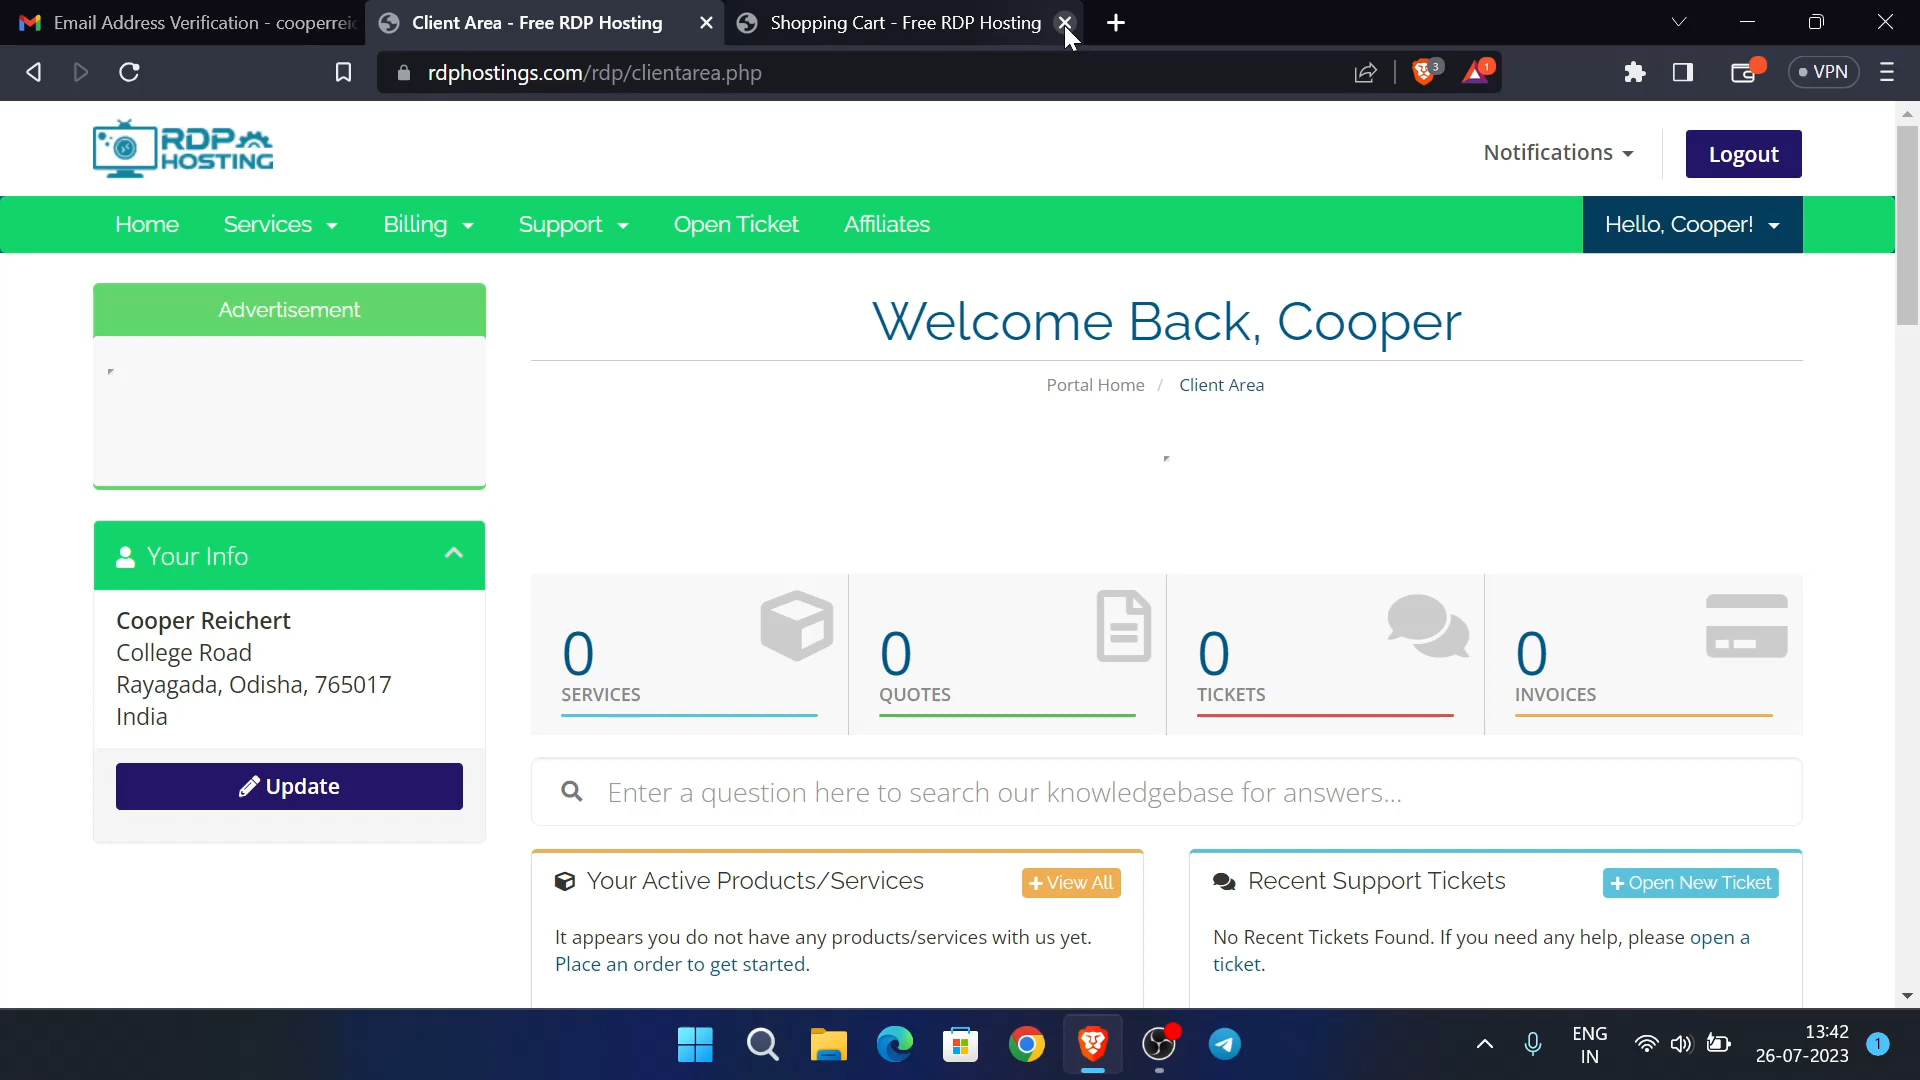 Email Address Verification - cooperreic
Client Area - Free RDP Hosting
Shopping Cart - Free RDP Hosting
rdphostings.com/rdp/clientarea.php
3
1
VPN
RDP
HOSTING
Notifications
Logout
Home
Services
Billing
Support
Open Ticket
Affiliates
Hello, Cooper!
Advertisement
Welcome Back, Cooper
Portal Home / Client Area
Your Info
Cooper Reichert
College Road
Rayagada, Odisha, 765017
India
Update
0
SERVICES
0
QUOTES
0
TICKETS
0
INVOICES
Enter a question here to search our knowledgebase for answers...
Your Active Products/Services
+ View All
It appears you do not have any products/services with us yet.
Place an order to get started.
Recent Support Tickets
+ Open New Ticket
No Recent Tickets Found. If you need any help, please open a
ticket.
ENG
IN
13:42
26-07-2023
1